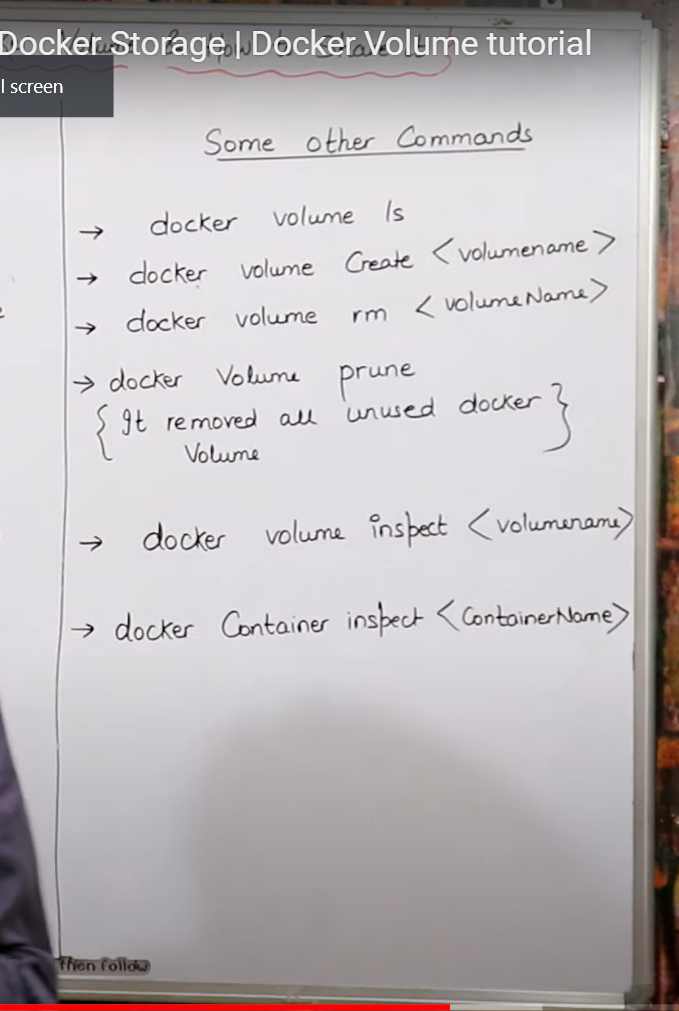 Docker Storage | Docker Volume tutorial
l screen
Some other Commands
→ docker volume ls
→ docker volume Create <volumename>
→ docker volume rm <volumeName>
→ docker Volume prune
{It removed all unused docker}
Volume
→ docker volume inspect <volumename>
→ docker Container inspect <ContainerName>
then follow